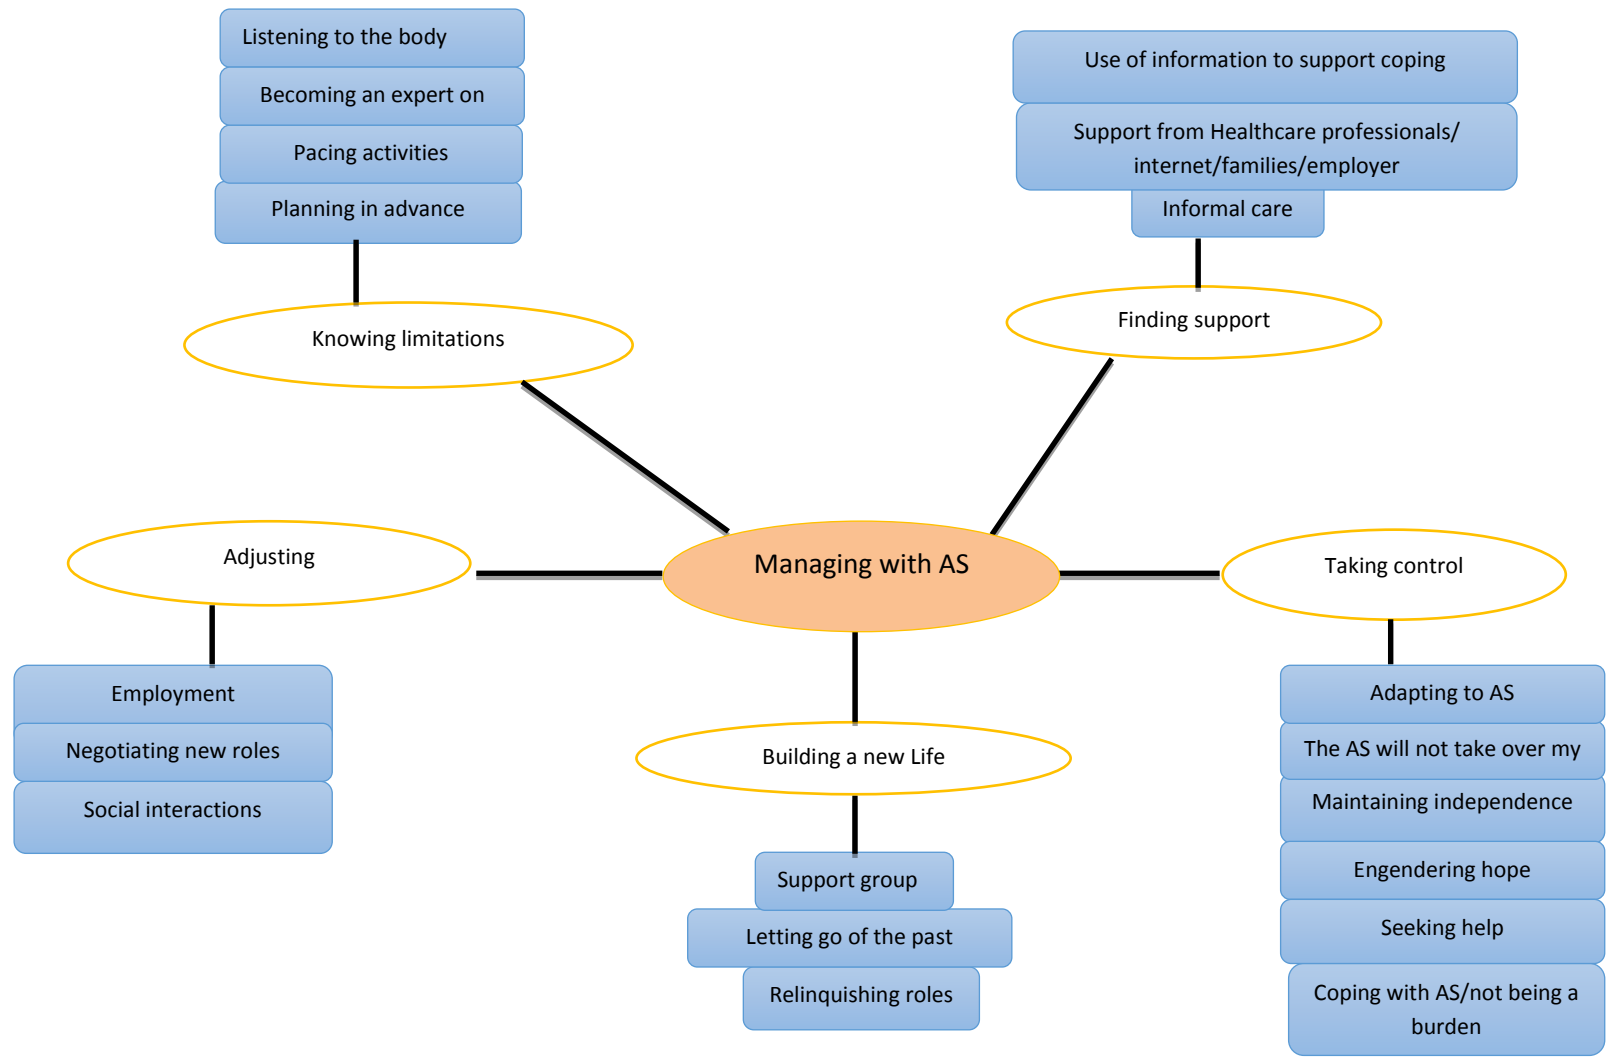 Listening to the body
Becoming an expert on
Pacing activities
Planning in advance
Knowing limitations
Use of information to support coping
Support from Healthcare professionals/
internet/families/employer
Informal care
Finding support
Managing with AS
Adjusting
Employment
Negotiating new roles
Social interactions
Building a new Life
Support group
Letting go of the past
Relinquishing roles
Taking control
Adapting to AS
The AS will not take over my
Maintaining independence
Engendering hope
Seeking help
Coping with AS/not being a
burden